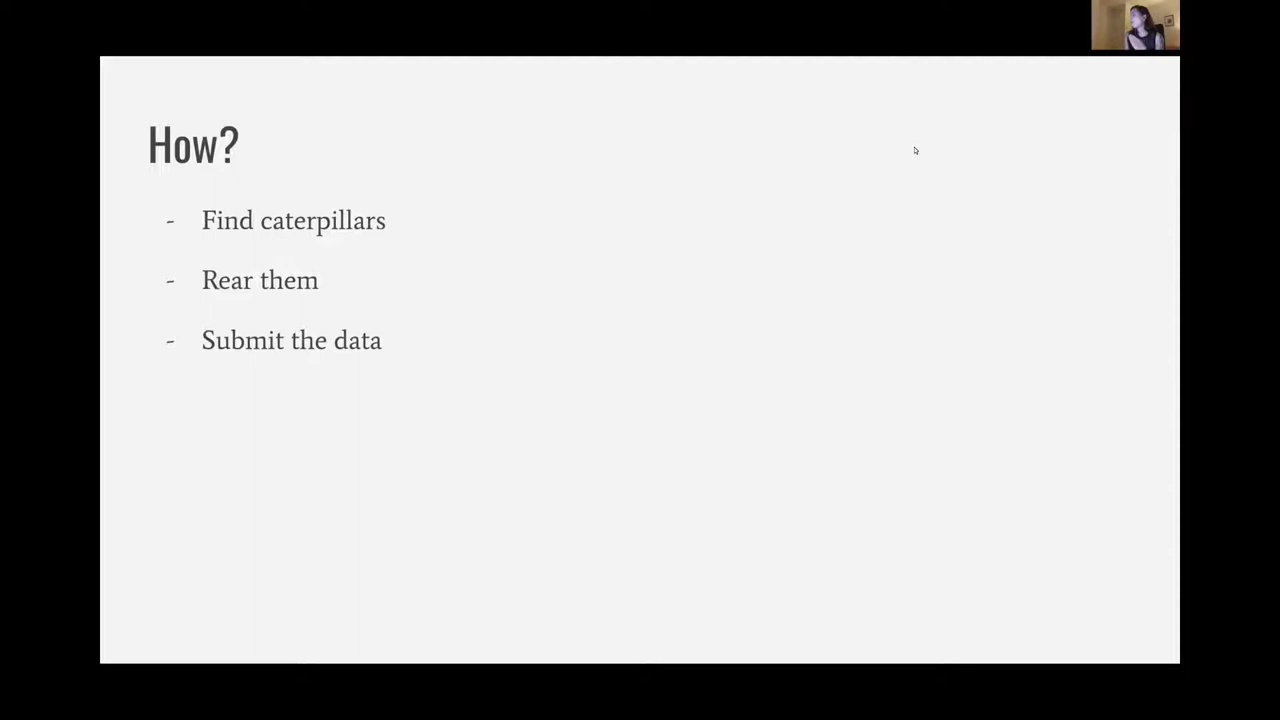 How?
- Find caterpillars
- Rear them
- Submit the data